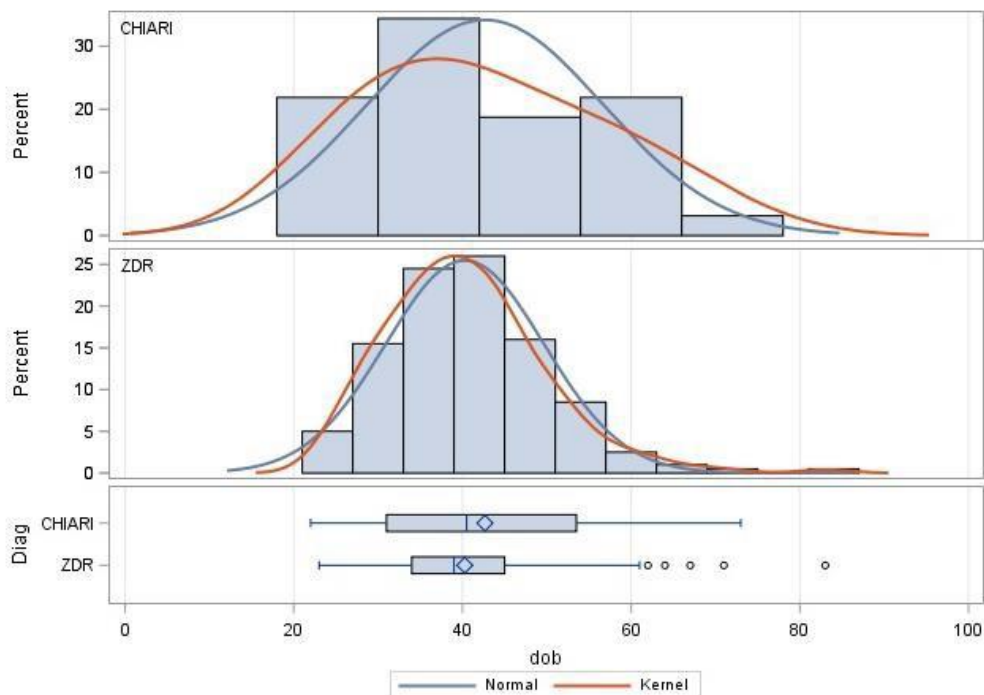 CHIARI
Percent
30
20
10
0
ZDR
Percent
25
20
15
10
5
0
Diag
CHIARI
ZDR
0 20 40 60 80 100
dob
Normal Kernel